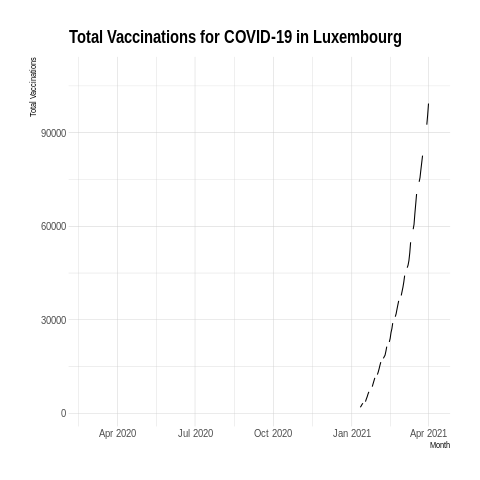 Total Vaccinations for COVID-19 in Luxembourg
Total Vaccinations
90000
60000
30000
0
Apr 2020 Jul 2020 Oct 2020 Jan 2021 Apr 2021
Month